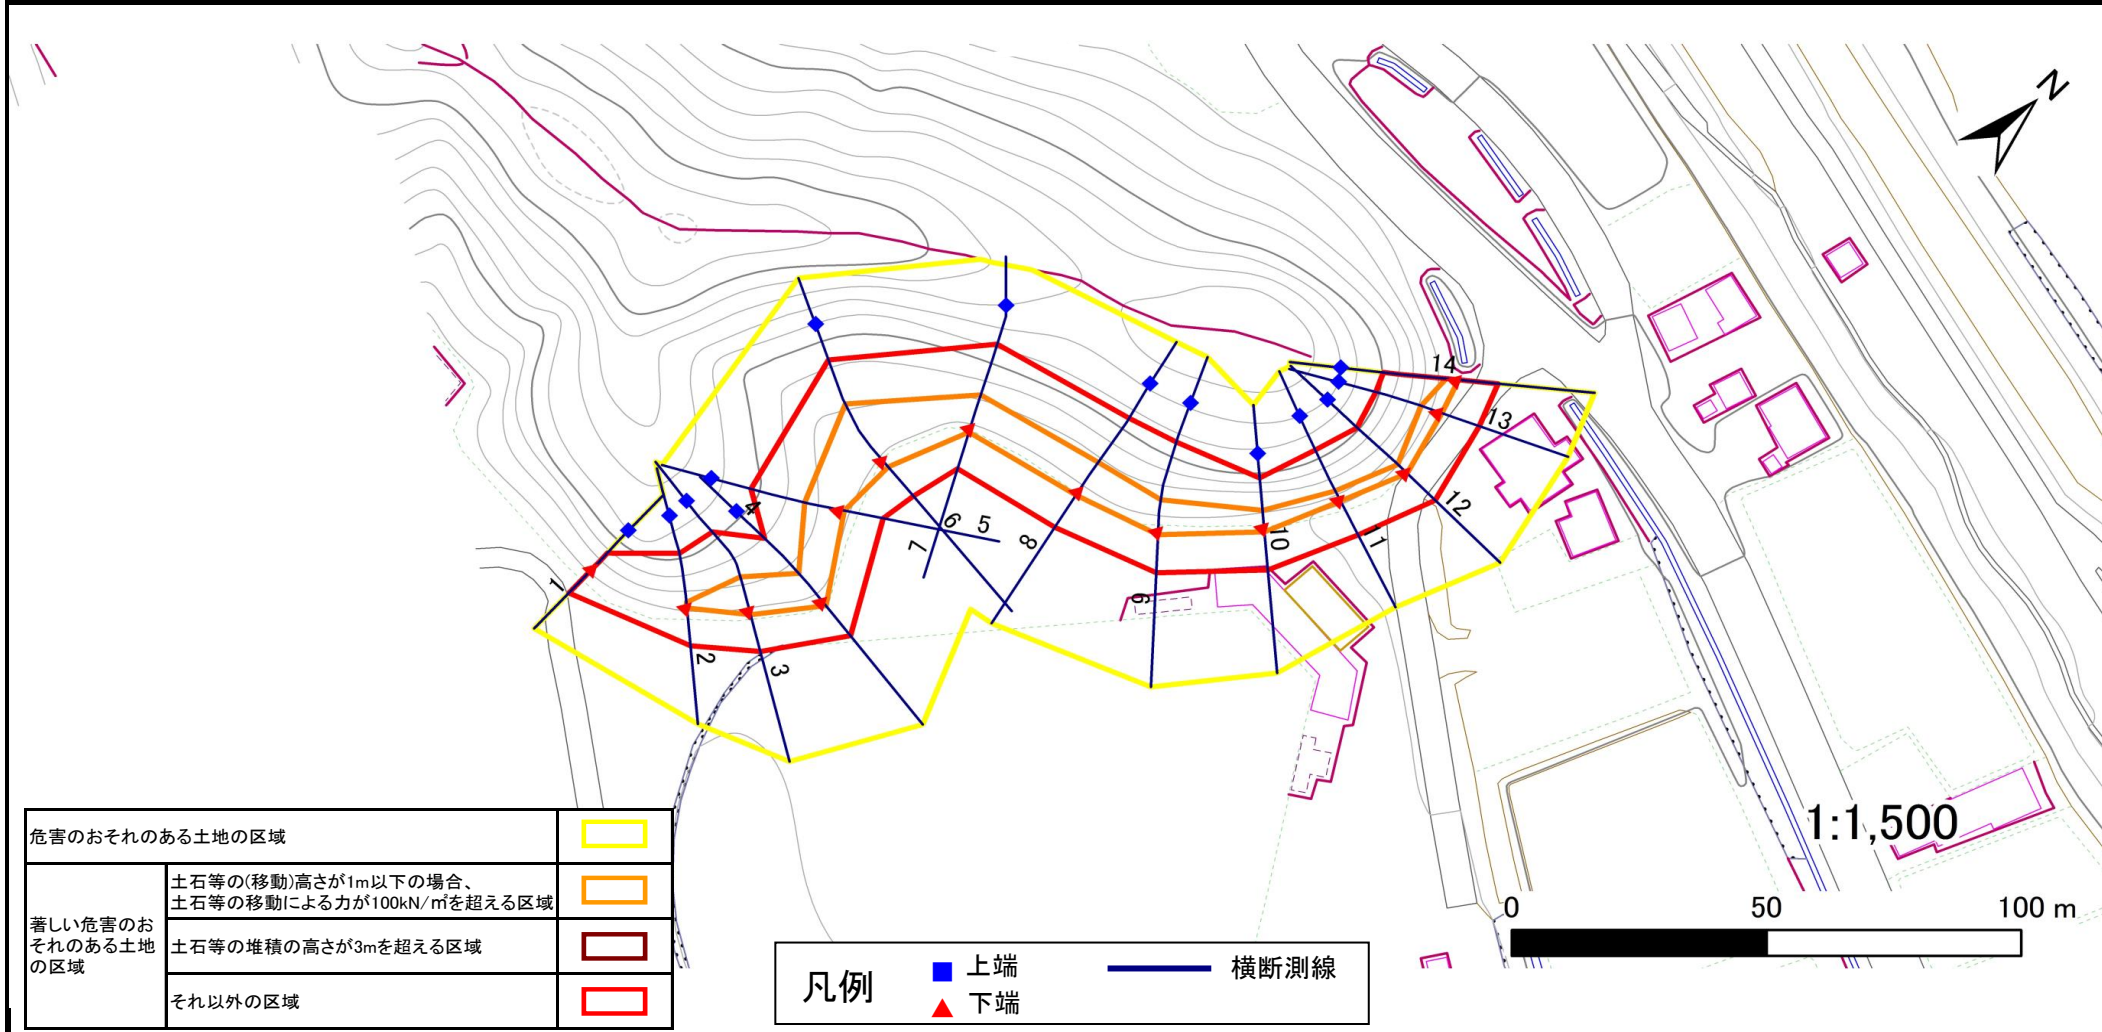 N
14
13
12
11
10
9
8
7
6
5
4
3
2
1
1:1,500
0 50 100 m
危害のおそれのある土地の区域
著しい危害のお
それのある土地
の区域
土石等の(移動)高さが1m以下の場合、
土石等の移動による力が100kN/㎡を超える区域
土石等の堆積の高さが3mを超える区域
それ以外の区域
凡例
上端
下端
横断測線